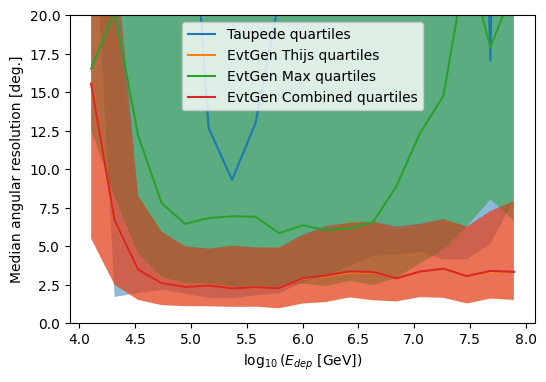 Taupede quartiles
EvtGen Thijs quartiles
EvtGen Max quartiles
EvtGen Combined quartiles
Median angular resolution [deg.]
20.0
17.5
15.0
12.5
10.0
7.5
5.0
2.5
0.0
4.0 4.5 5.0 5.5 6.0 6.5 7.0 7.5 8.0
log₁₀(E_dep [GeV])